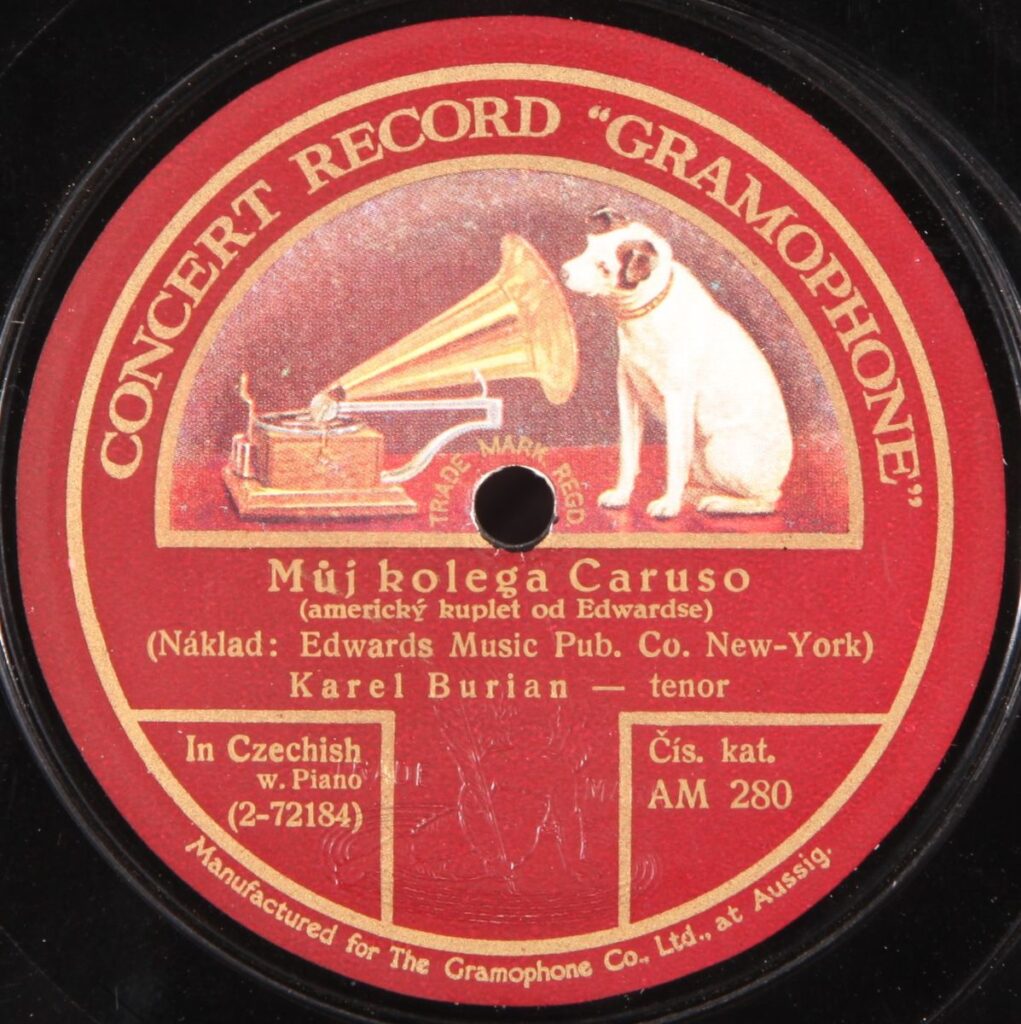 CONCERT RECORD "GRAMOPHONE"
TRADE MARK REGD
Můj kolega Caruso
(americký kuplet od Edwardse)
(Náklad: Edwards Music Pub. Co. New-York)
Karel Burian — tenor
In Czechish
w. Piano
(2-72184)
Čís. kat.
AM 280
Manufactured for The Gramophone Co., Ltd., at Aussig.